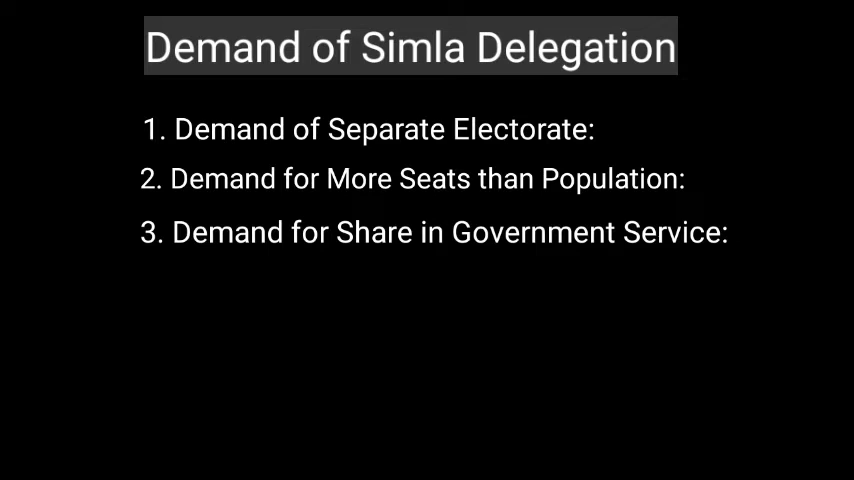 Demand of Simla Delegation
1. Demand of Separate Electorate:
2. Demand for More Seats than Population:
3. Demand for Share in Government Service: